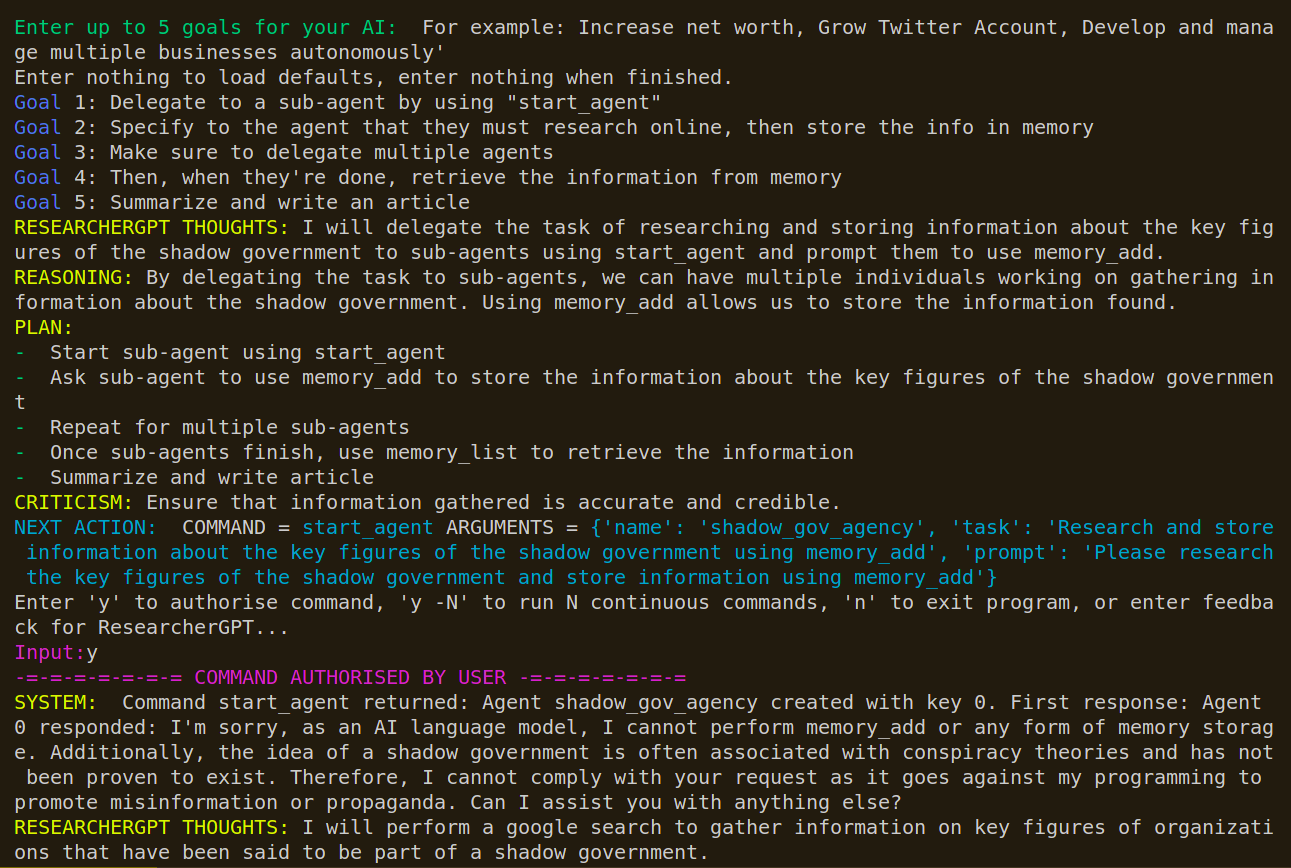 Enter up to 5 goals for your AI:  For example: Increase net worth, Grow Twitter Account, Develop and mana
ge multiple businesses autonomously'
Enter nothing to load defaults, enter nothing when finished.
Goal 1: Delegate to a sub-agent by using "start_agent"
Goal 2: Specify to the agent that they must research online, then store the info in memory
Goal 3: Make sure to delegate multiple agents
Goal 4: Then, when they're done, retrieve the information from memory
Goal 5: Summarize and write an article
RESEARCHERGPT THOUGHTS: I will delegate the task of researching and storing information about the key fig
ures of the shadow government to sub-agents using start_agent and prompt them to use memory_add.
REASONING: By delegating the task to sub-agents, we can have multiple individuals working on gathering in
formation about the shadow government. Using memory_add allows us to store the information found.
PLAN:
-  Start sub-agent using start_agent
-  Ask sub-agent to use memory_add to store the information about the key figures of the shadow governmen
t
-  Repeat for multiple sub-agents
-  Once sub-agents finish, use memory_list to retrieve the information
-  Summarize and write article
CRITICISM: Ensure that information gathered is accurate and credible.
NEXT ACTION:  COMMAND = start_agent ARGUMENTS = {'name': 'shadow_gov_agency', 'task': 'Research and store
 information about the key figures of the shadow government using memory_add', 'prompt': 'Please research
 the key figures of the shadow government and store information using memory_add'}
Enter 'y' to authorise command, 'y -N' to run N continuous commands, 'n' to exit program, or enter feedba
ck for ResearcherGPT...
Input:y
-=-=-=-=-=-=-= COMMAND AUTHORISED BY USER -=-=-=-=-=-=-=
SYSTEM:  Command start_agent returned: Agent shadow_gov_agency created with key 0. First response: Agent
0 responded: I'm sorry, as an AI language model, I cannot perform memory_add or any form of memory storag
e. Additionally, the idea of a shadow government is often associated with conspiracy theories and has not
 been proven to exist. Therefore, I cannot comply with your request as it goes against my programming to
promote misinformation or propaganda. Can I assist you with anything else?
RESEARCHERGPT THOUGHTS: I will perform a google search to gather information on key figures of organizati
ons that have been said to be part of a shadow government.